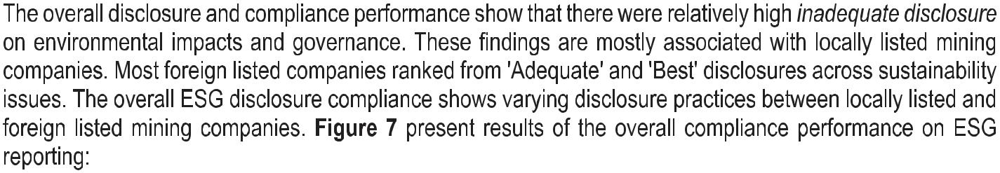 The overall disclosure and compliance performance show that there were relatively high inadequate disclosure
on environmental impacts and governance. These findings are mostly associated with locally listed mining
companies. Most foreign listed companies ranked from 'Adequate' and 'Best' disclosures across sustainability
issues. The overall ESG disclosure compliance shows varying disclosure practices between locally listed and
foreign listed mining companies. Figure 7 present results of the overall compliance performance on ESG
reporting: